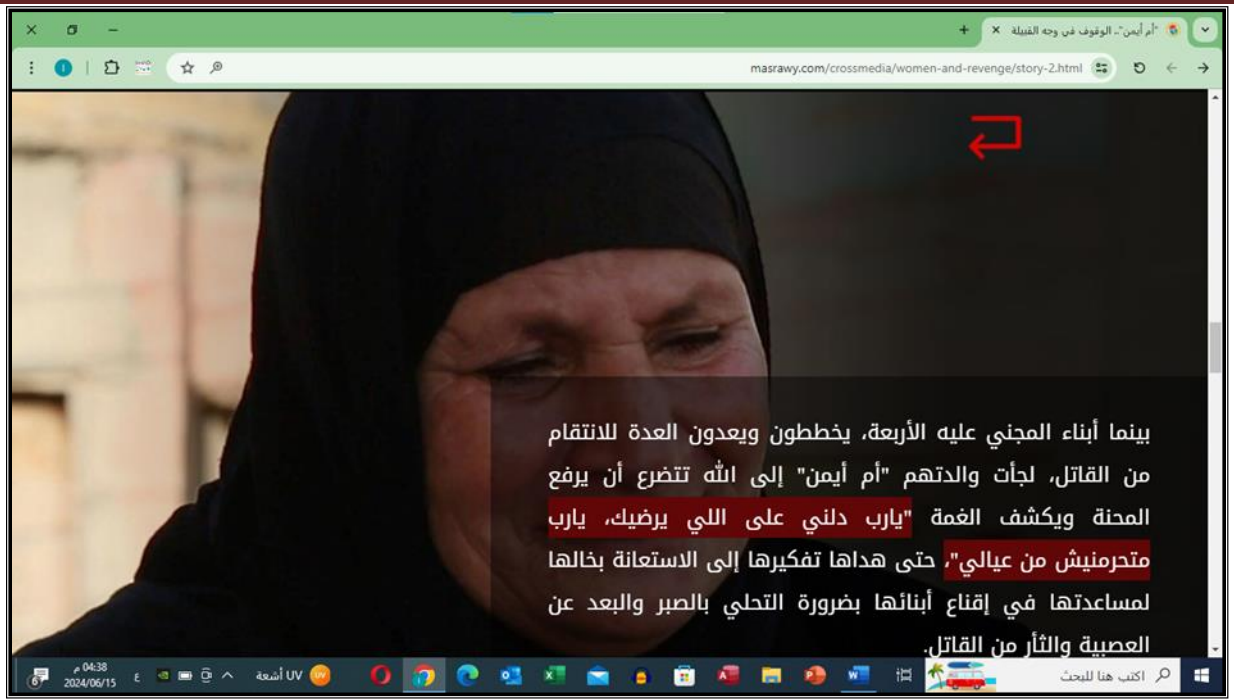 "أم أيمن".. الوقوف في وجه القبيلة
masrawy.com/crossmedia/women-and-revenge/story-2.html
بينما أبناء المجني عليه الأربعة، يخططون ويعدون العدة للانتقام
من القاتل، لجأت والدتهم "أم أيمن" إلى الله تتضرع أن يرفع
المحنة ويكشف الغمة "يارب دلني على اللي يرضيك، يارب
متحرمنيش من عيالي"، حتى هداها تفكيرها إلى الاستعانة بخالها
لمساعدتها في إقناع أبنائها بضرورة التحلي بالصبر والبعد عن
العصبية والثأر من القاتل.
اكتب هنا للبحث
UV أشعة
ع
04:38 م
2024/06/15